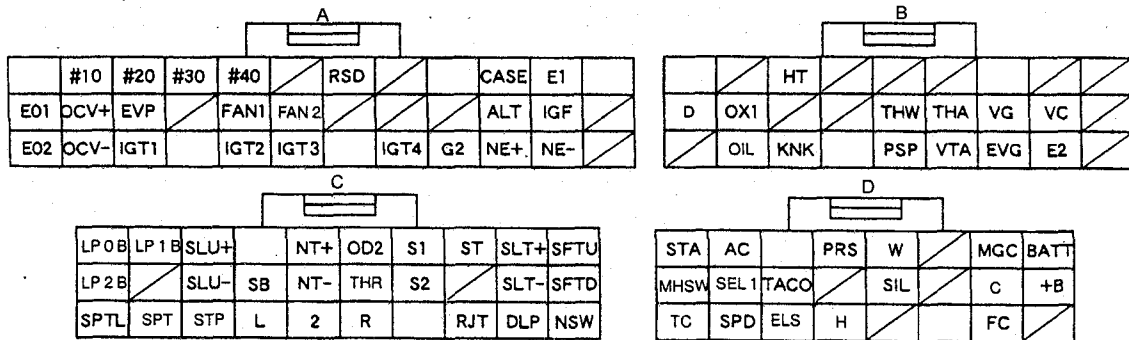 A
#10 #20 #30 #40 RSD CASE E1
E01 OCV+ EVP FAN1 FAN2 ALT IGF
E02 OCV- IGT1 IGT2 IGT3 IGT4 G2 NE+ NE-
B
HT
D OX1 THW THA VG VC
OIL KNK PSP VTA EVG E2
C
LP0B LP1B SLU+ NT+ OD2 S1 ST SLT+ SFTU
LP2B SLU- SB NT- THR S2 SLT- SFTD
SPTL SPT STP L 2 R RJT DLP NSW
D
STA AC PRS W MGC BATT
MHSW SEL1 TACO SIL C +B
TC SPD ELS H FC